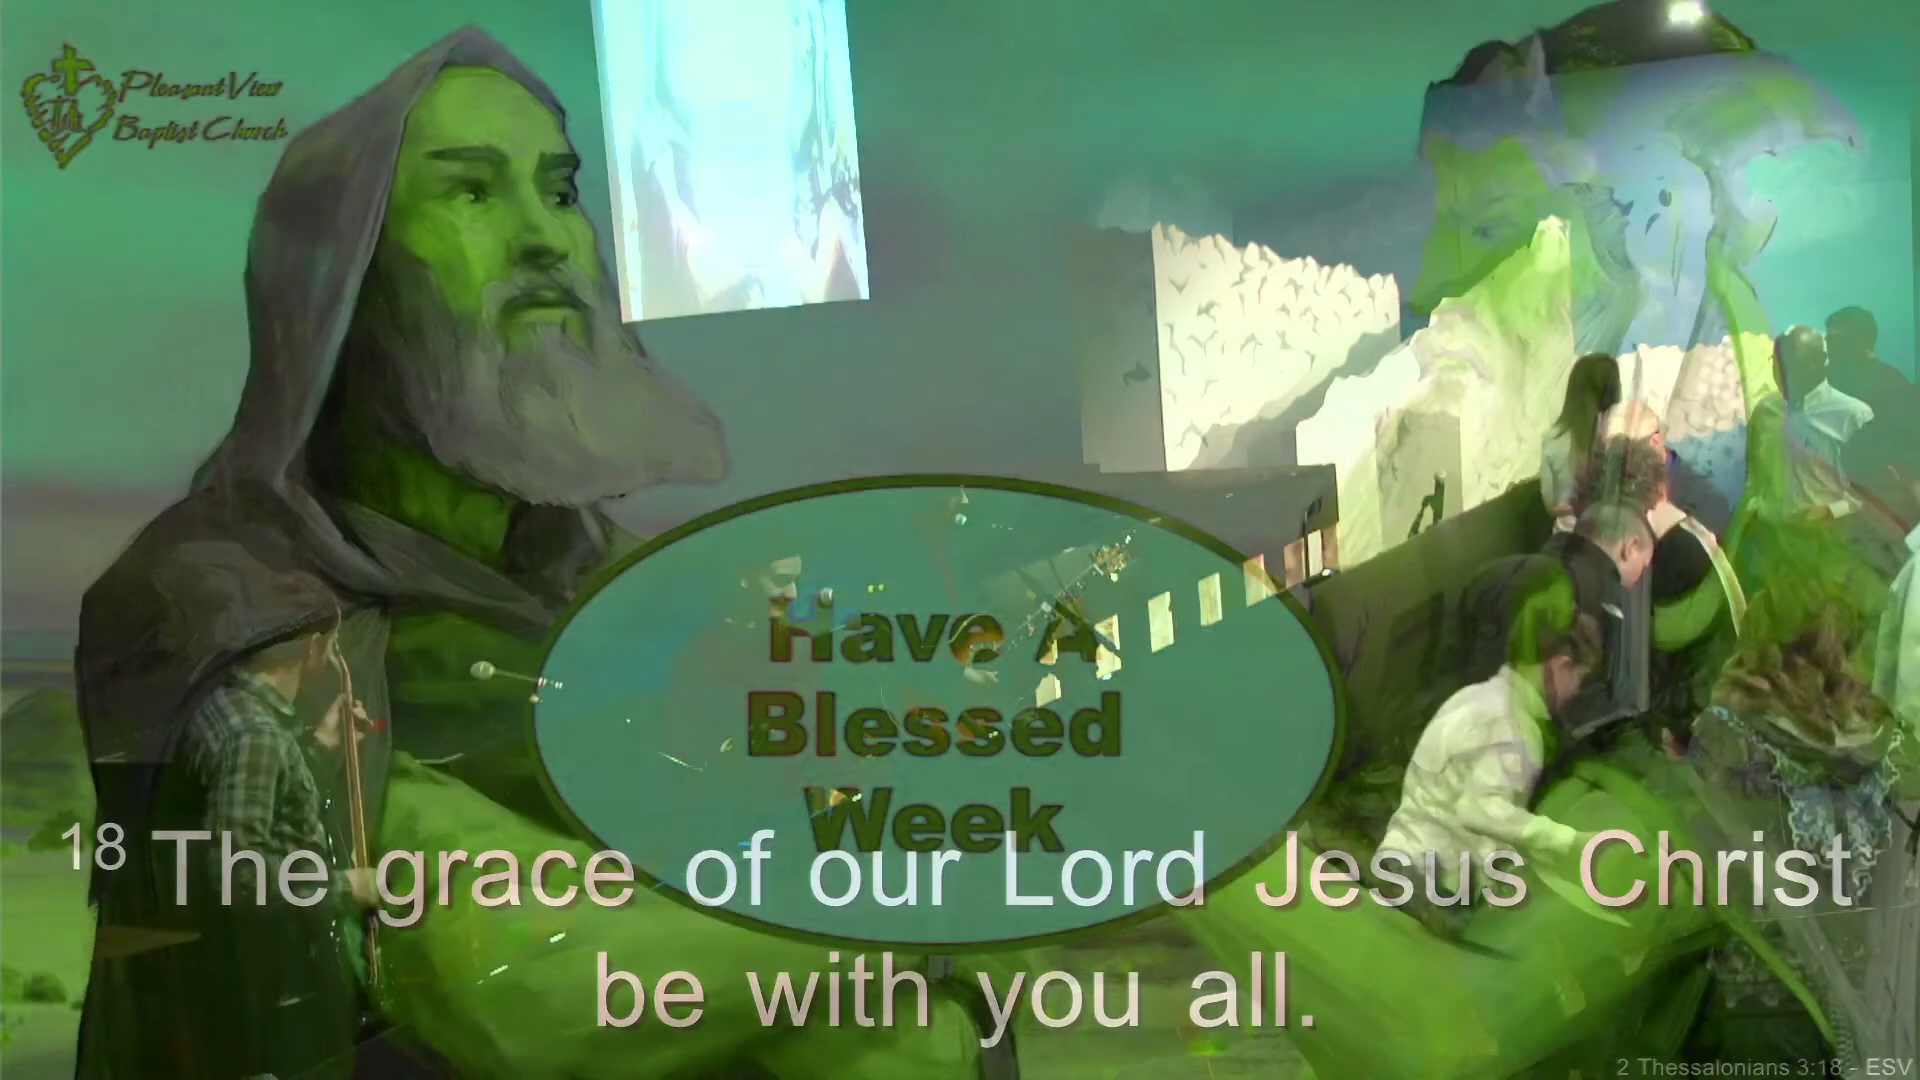 Pleasant View
Baptist Church
Have A
Blessed
Week
18 The grace of our Lord Jesus Christ
be with you all.
2 Thessalonians 3:18 - ESV